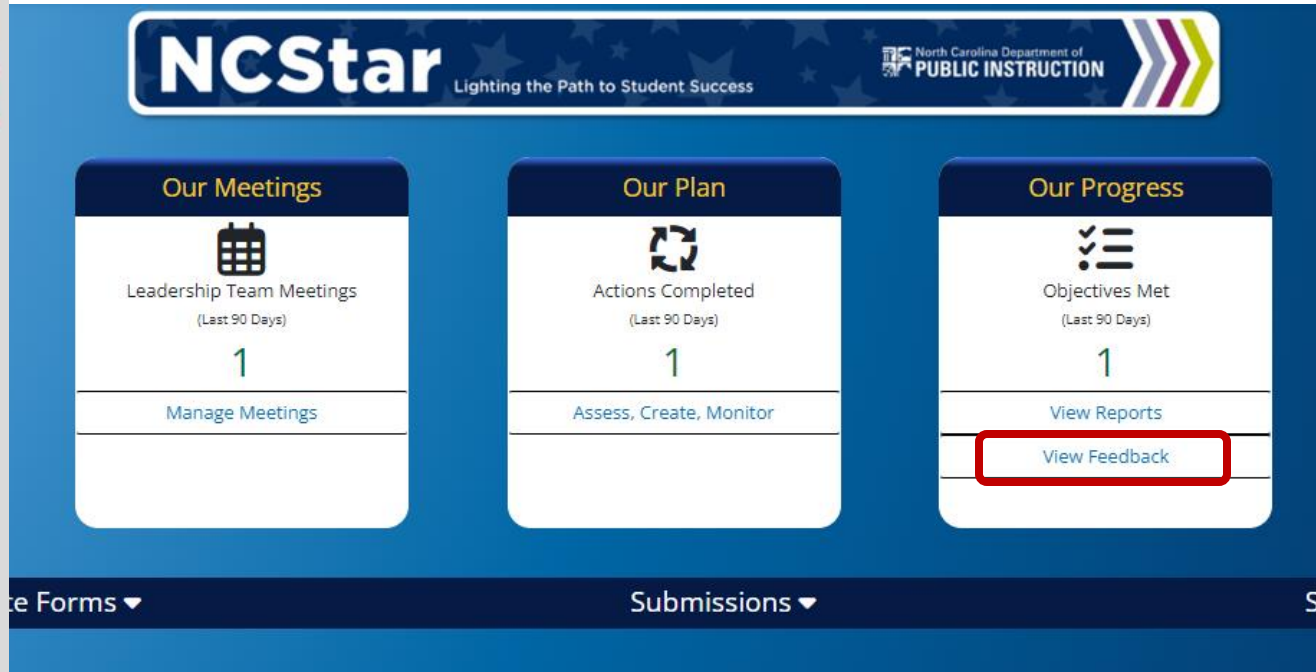 NCStar Lighting the Path to Student Success
North Carolina Department of
PUBLIC INSTRUCTION
Our Meetings
Leadership Team Meetings
(Last 90 Days)
1
Manage Meetings
Our Plan
Actions Completed
(Last 90 Days)
1
Assess, Create, Monitor
Our Progress
Objectives Met
(Last 90 Days)
1
View Reports
View Feedback
Forms
Submissions